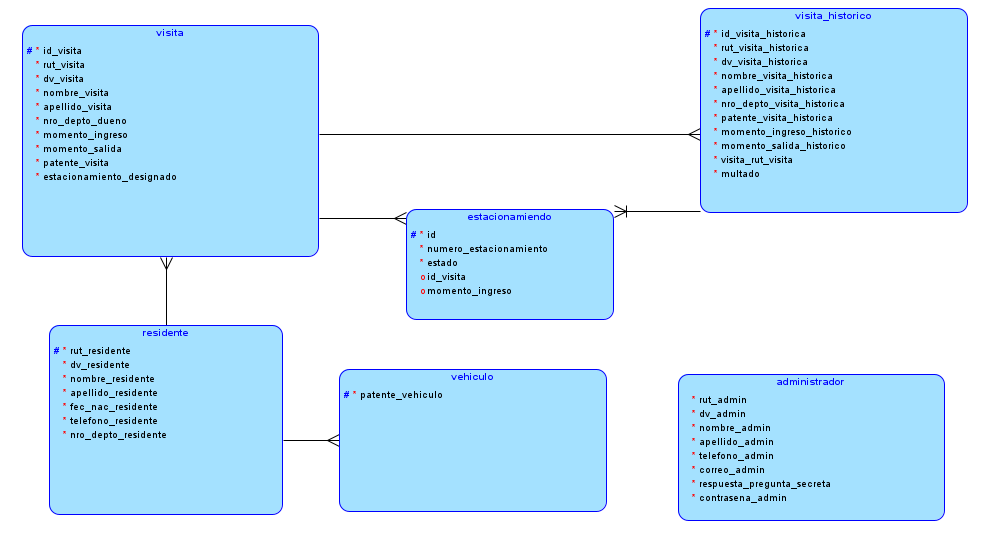 visita
# * id_visita
* rut_visita
* dv_visita
* nombre_visita
* apellido_visita
* nro_depto_dueno
* momento_ingreso
* momento_salida
* patente_visita
* estacionamiento_designado
visita_historico
# * id_visita_historica
* rut_visita_historica
* dv_visita_historica
* nombre_visita_historica
* apellido_visita_historica
* nro_depto_visita_historica
* patente_visita_historica
* momento_ingreso_historico
* momento_salida_historico
* visita_rut_visita
* multado
estacionamiendo
# * id
* numero_estacionamiento
* estado
o id_visita
o momento_ingreso
residente
# * rut_residente
* dv_residente
* nombre_residente
* apellido_residente
* fec_nac_residente
* telefono_residente
* nro_depto_residente
vehiculo
# * patente_vehiculo
administrador
* rut_admin
* dv_admin
* nombre_admin
* apellido_admin
* telefono_admin
* correo_admin
* respuesta_pregunta_secreta
* contrasena_admin